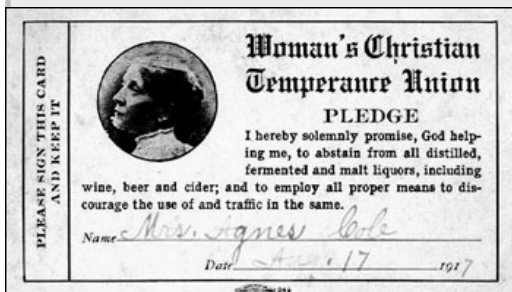 PLEASE SIGN THIS CARD
AND KEEP IT
Woman's Christian
Temperance Union
PLEDGE
I hereby solemnly promise, God help-
ing me, to abstain from all distilled,
fermented and malt liquors, including
wine, beer and cider; and to employ all proper means to dis-
courage the use of and traffic in the same.
Name Mrs. Agnes Cole
Date Aug. 17 1917